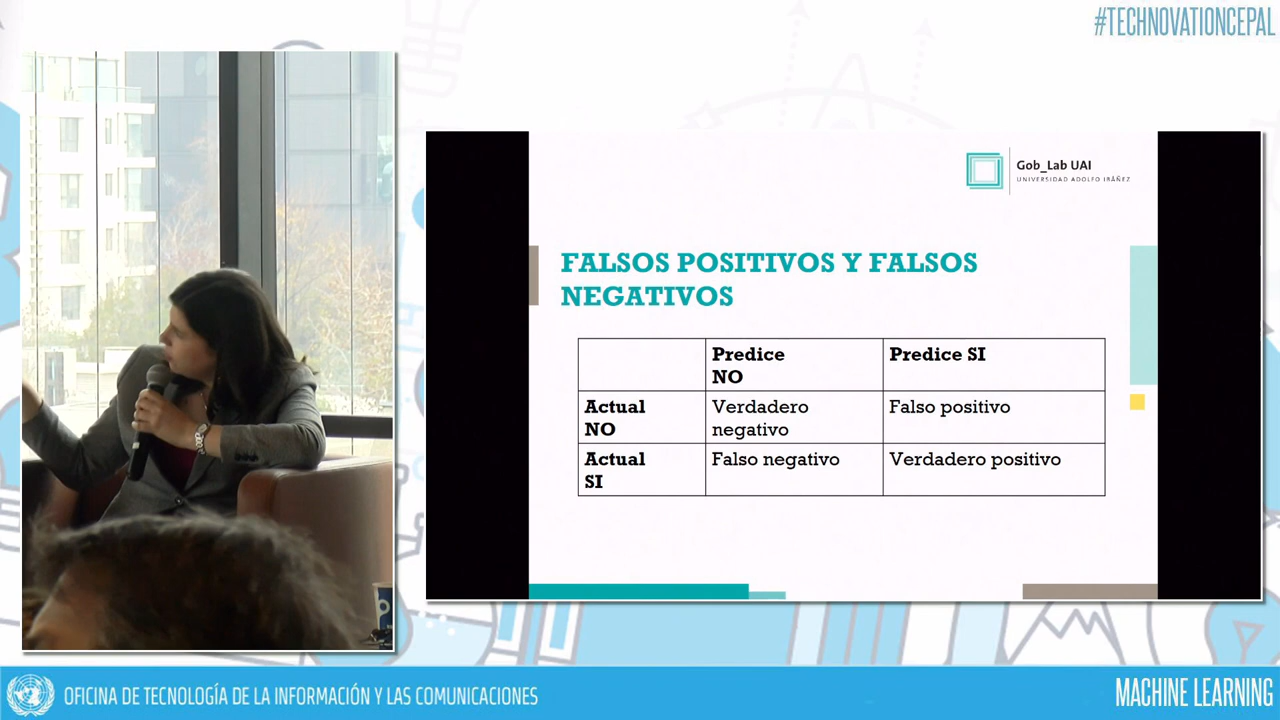 #TECHNOVATIONCEPAL
Gob_Lab UAI
UNIVERSIDAD ADOLFO IBÁÑEZ
FALSOS POSITIVOS Y FALSOS
NEGATIVOS
Predice
NO
Predice SI
Actual
NO
Verdadero
negativo
Falso positivo
Actual
SI
Falso negativo
Verdadero positivo
OFICINA DE TECNOLOGÍA DE LA INFORMACIÓN Y LAS COMUNICACIONES
MACHINE LEARNING